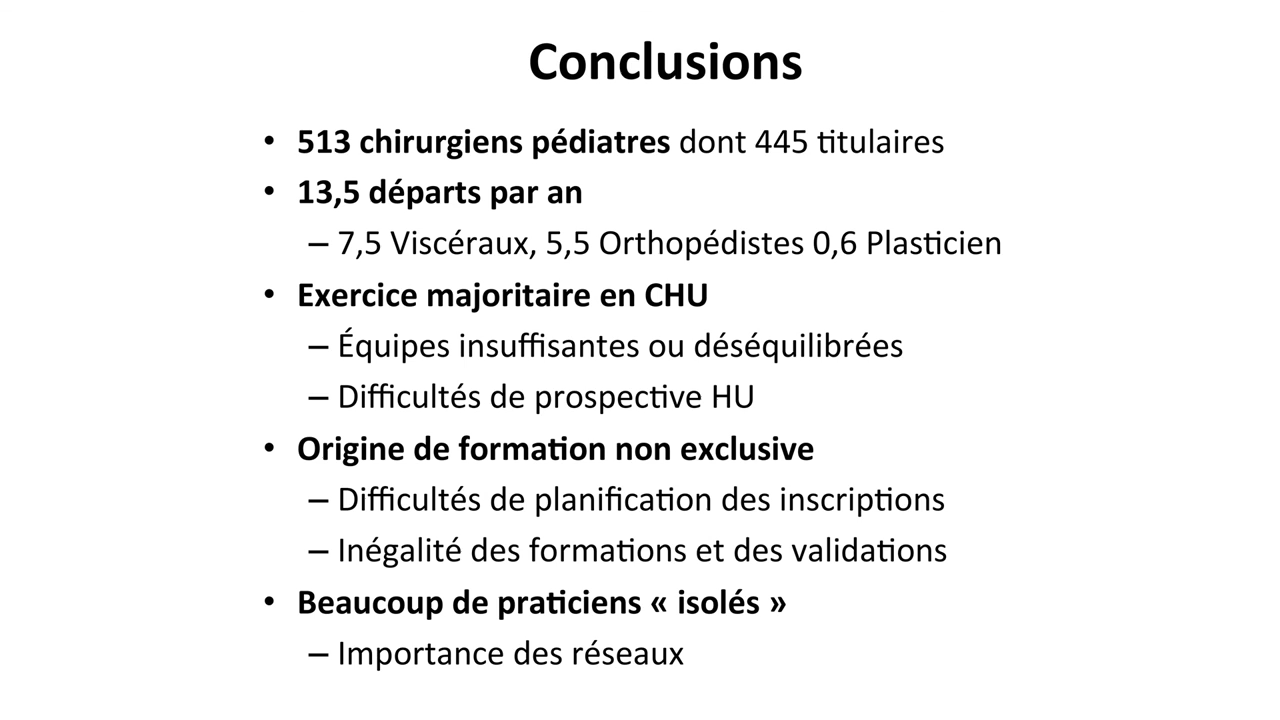 Conclusions
• 513 chirurgiens pédiatres dont 445 titulaires
• 13,5 départs par an
– 7,5 Viscéraux, 5,5 Orthopédistes 0,6 Plasticien
• Exercice majoritaire en CHU
– Équipes insuffisantes ou déséquilibrées
– Difficultés de prospective HU
• Origine de formation non exclusive
– Difficultés de planification des inscriptions
– Inégalité des formations et des validations
• Beaucoup de praticiens « isolés »
– Importance des réseaux